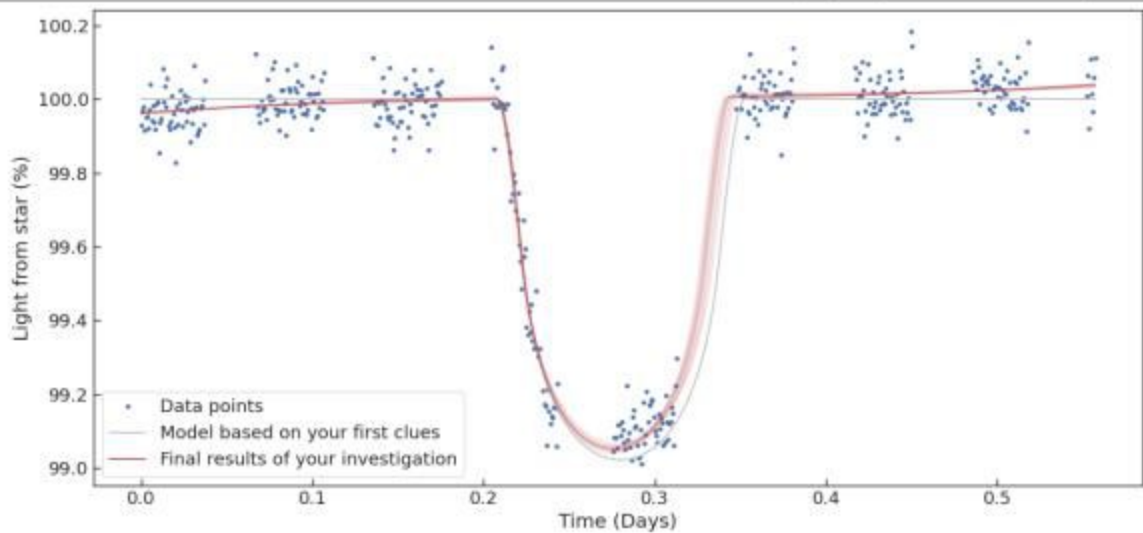 100.2
100.0
99.8
99.6
99.4
99.2
99.0
Light from star (%)
Data points
Model based on your first clues
Final results of your investigation
0.0 0.1 0.2 0.3 0.4 0.5
Time (Days)